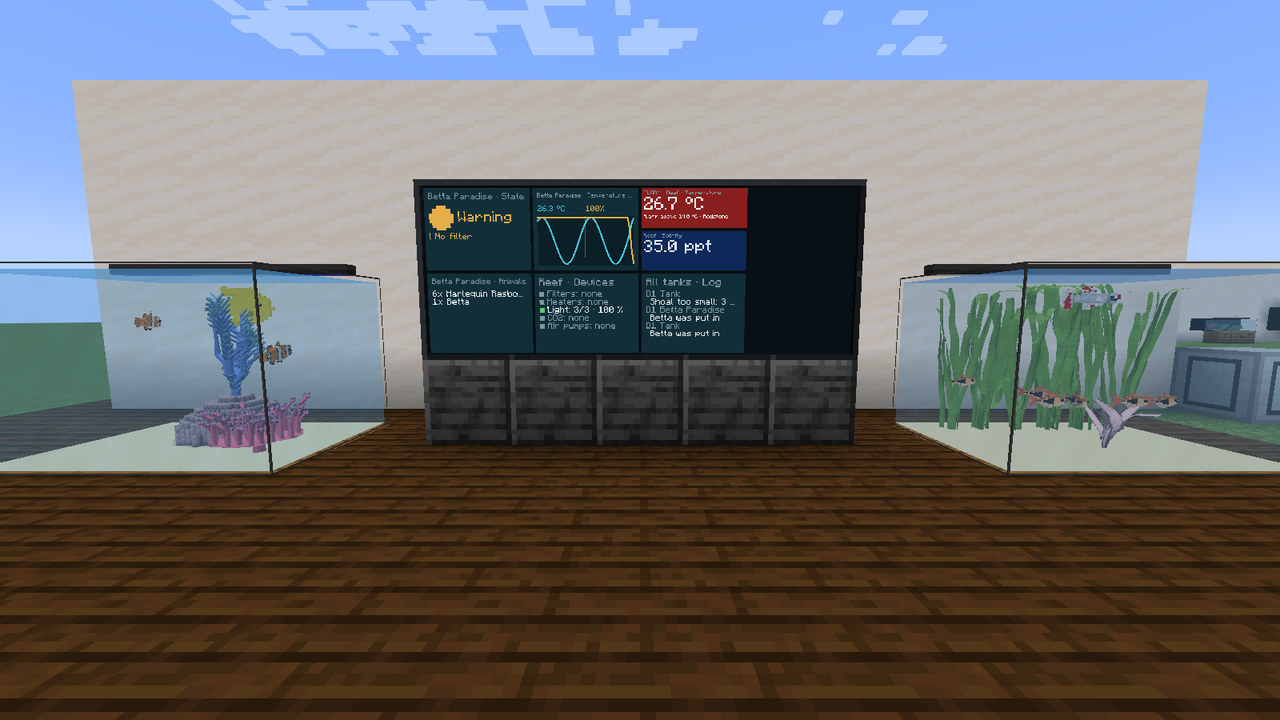 Betta Paradise · State
Warning
! No filter
Betta Paradise · Temperature ...
26.3 °C
100%
26.7 °C
35.0 ppt
Betta Paradise · Animals
6x Harlequin Rasbo...
1x Betta
Reef · Devices
Filters: none
Heaters: none
Light: 3/3 · 100 %
CO2: none
Air pumps: none
All tanks · Log
D1 Tank
Shoal too small: 3 ...
D1 Betta Paradise
Betta was put in
D1 Tank
Betta was put in